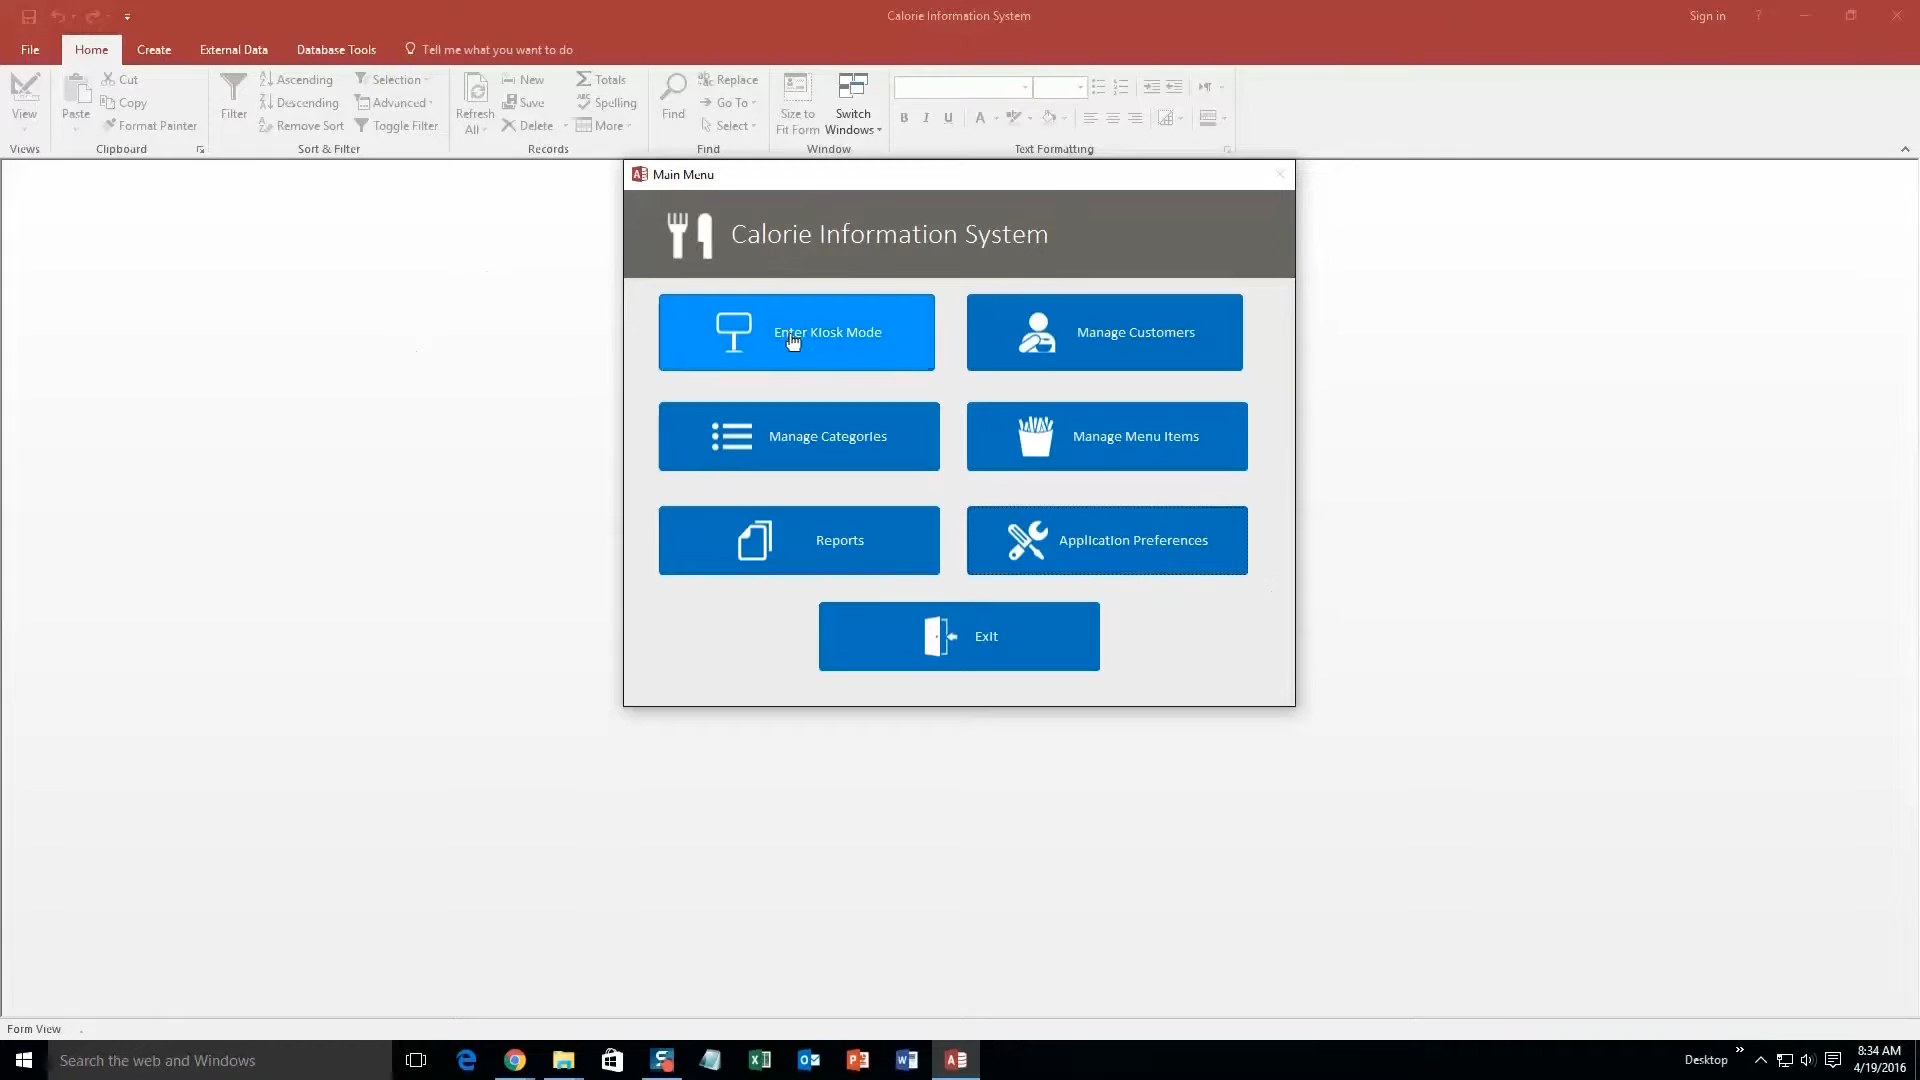 Calorie Information System
Sign in ?
File Home Create External Data Database Tools Tell me what you want to do
View
Paste
Cut
Copy
Format Painter
Filter
Ascending
Descending
Remove Sort
Selection
Advanced
Toggle Filter
Refresh
All
New
Save
Delete
Totals
Spelling
More
Find
Replace
Go To
Select
Size to
Fit Form
Switch
Windows
B I U A
Views Clipboard Sort & Filter Records Find Window Text Formatting
Main Menu
Calorie Information System
Enter Kiosk Mode Manage Customers
Manage Categories Manage Menu Items
Reports Application Preferences
Exit
Form View
Search the web and Windows
Desktop
8:34 AM
4/19/2016